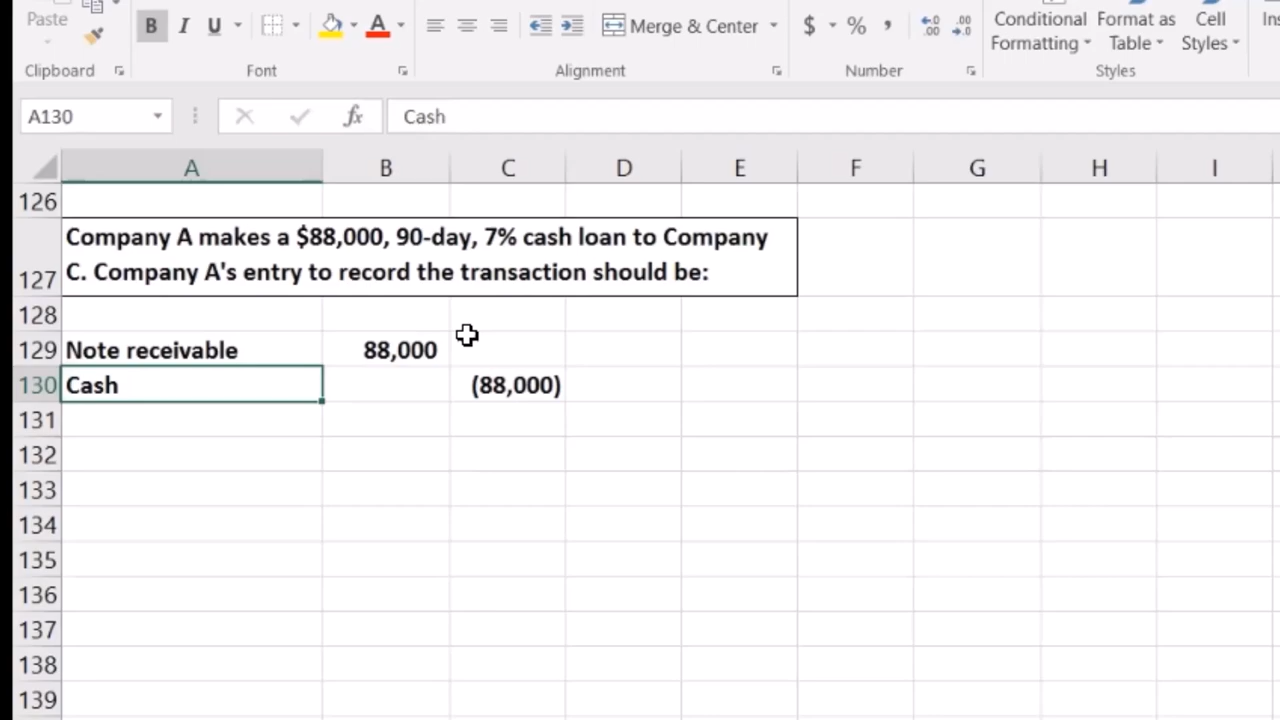 Paste
B I U A Merge & Center $ % , Conditional Format as Cell
Formatting Table Styles
Clipboard Font Alignment Number Styles
A130 fx Cash
A B C D E F G H I
126
Company A makes a $88,000, 90-day, 7% cash loan to Company
127 C. Company A's entry to record the transaction should be:
128
129 Note receivable 88,000
130 Cash (88,000)
131
132
133
134
135
136
137
138
139